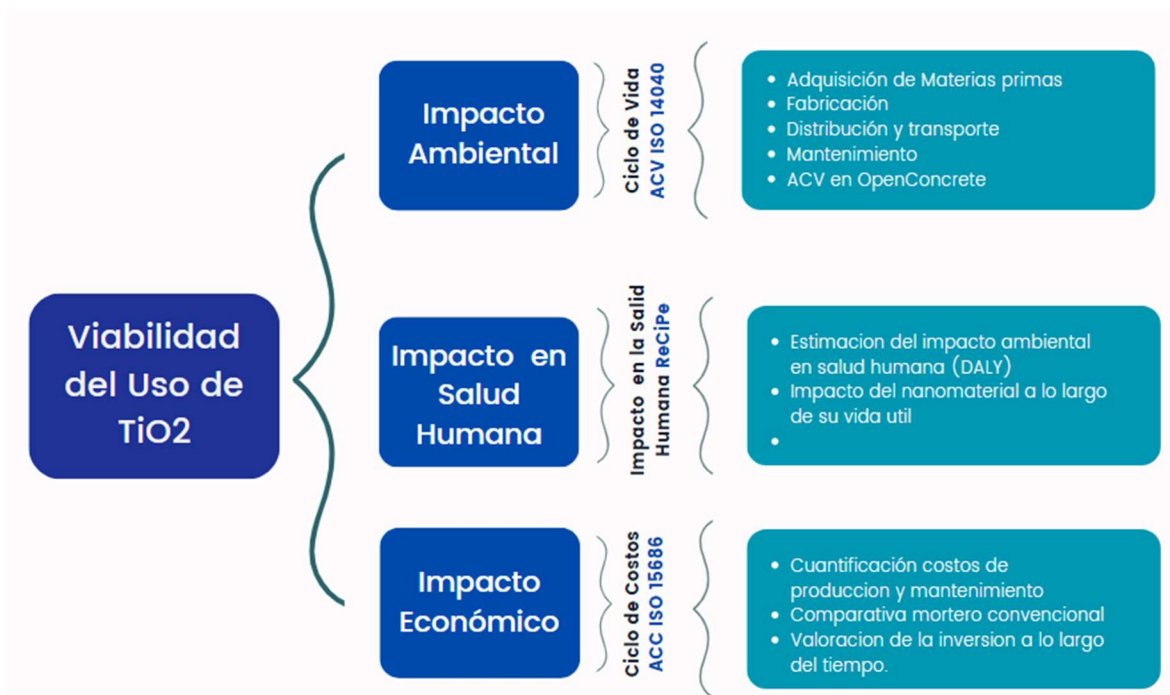 Viabilidad
del Uso de
TiO2
Impacto
Ambiental
Ciclo de Vida
ACV ISO 14040
• Adquisición de Materias primas
• Fabricación
• Distribución y transporte
• Mantenimiento
• ACV en OpenConcrete
Impacto en
Salud
Humana
Impacto en la Salid
Humana ReCiPe
• Estimacion del impacto ambiental
en salud humana (DALY)
• Impacto del nanomaterial a lo largo
de su vida util
•
Impacto
Económico
Ciclo de Costos
ACC ISO 15686
• Cuantificación costos de
produccion y mantenimiento
• Comparativa mortero convencional
• Valoracion de la inversion a lo largo
del tiempo.